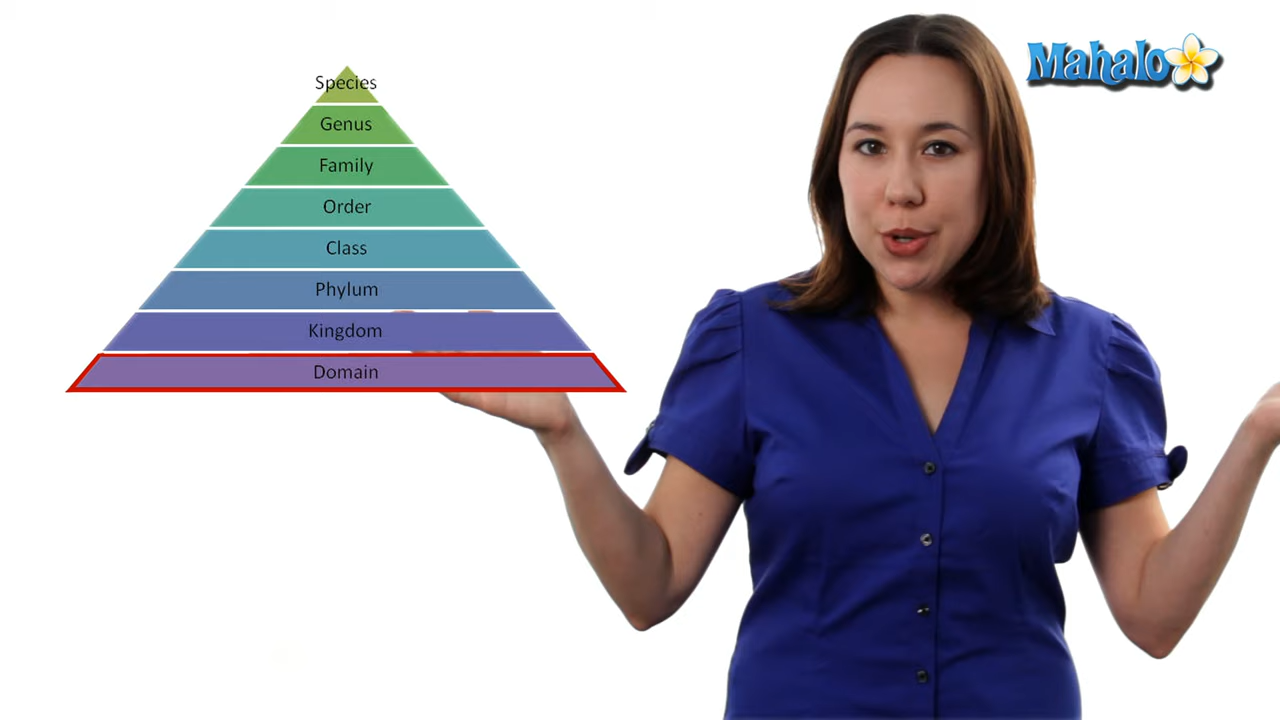 Mahalo
Species
Genus
Family
Order
Class
Phylum
Kingdom
Domain